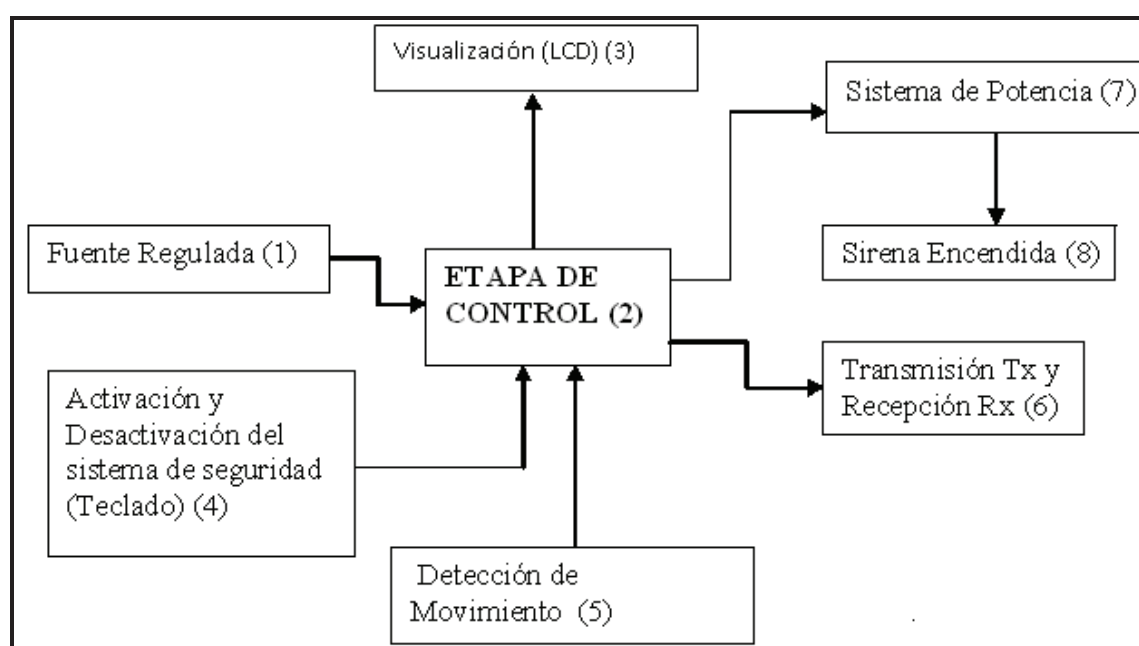 Visualización (LCD) (3)
Sistema de Potencia (7)
Fuente Regulada (1)
ETAPA DE
CONTROL (2)
Sirena Encendida (8)
Transmisión Tx y
Recepción Rx (6)
Activación y
Desactivación del
sistema de seguridad
(Teclado) (4)
Detección de
Movimiento (5)